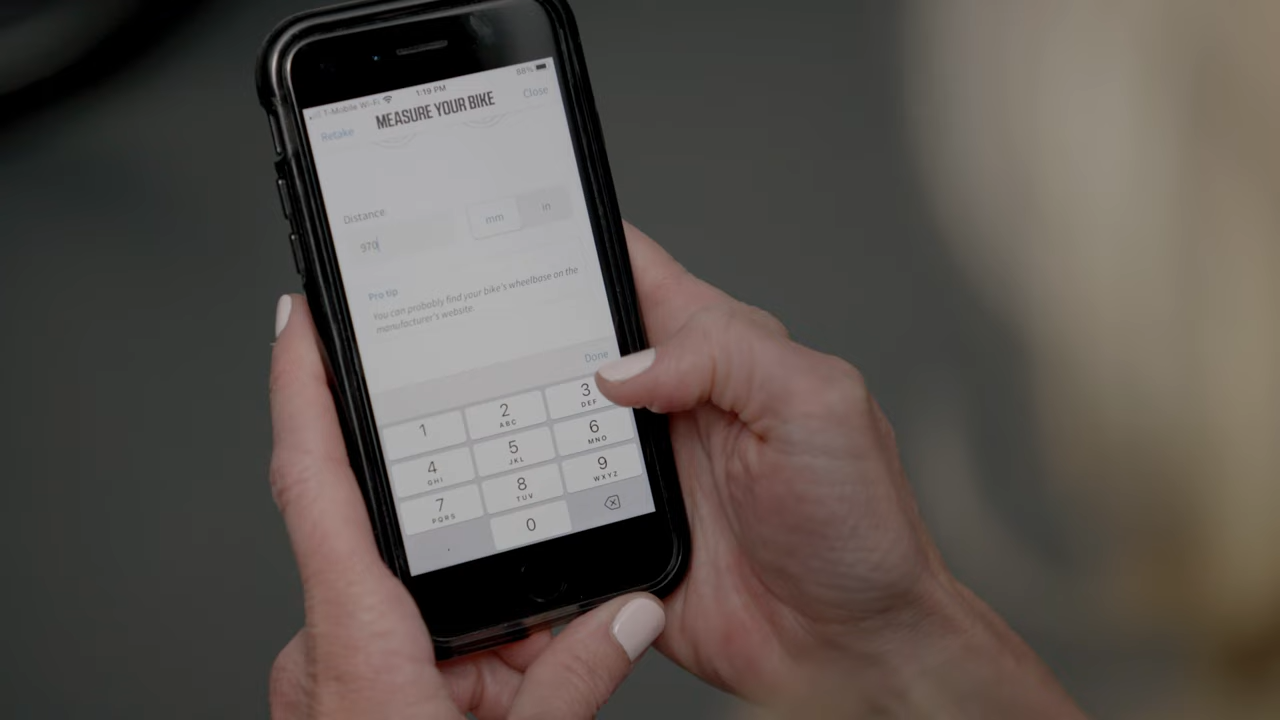 T-Mobile Wi-Fi 1:19 PM 88%
Retake MEASURE YOUR BIKE Close
Distance
970 mm in
Pro tip
You can probably find your bike's wheelbase on the
manufacturer's website.
Done
1 2 3
ABC DEF
4 5 6
GHI JKL MNO
7 8 9
PQRS TUV WXYZ
. 0